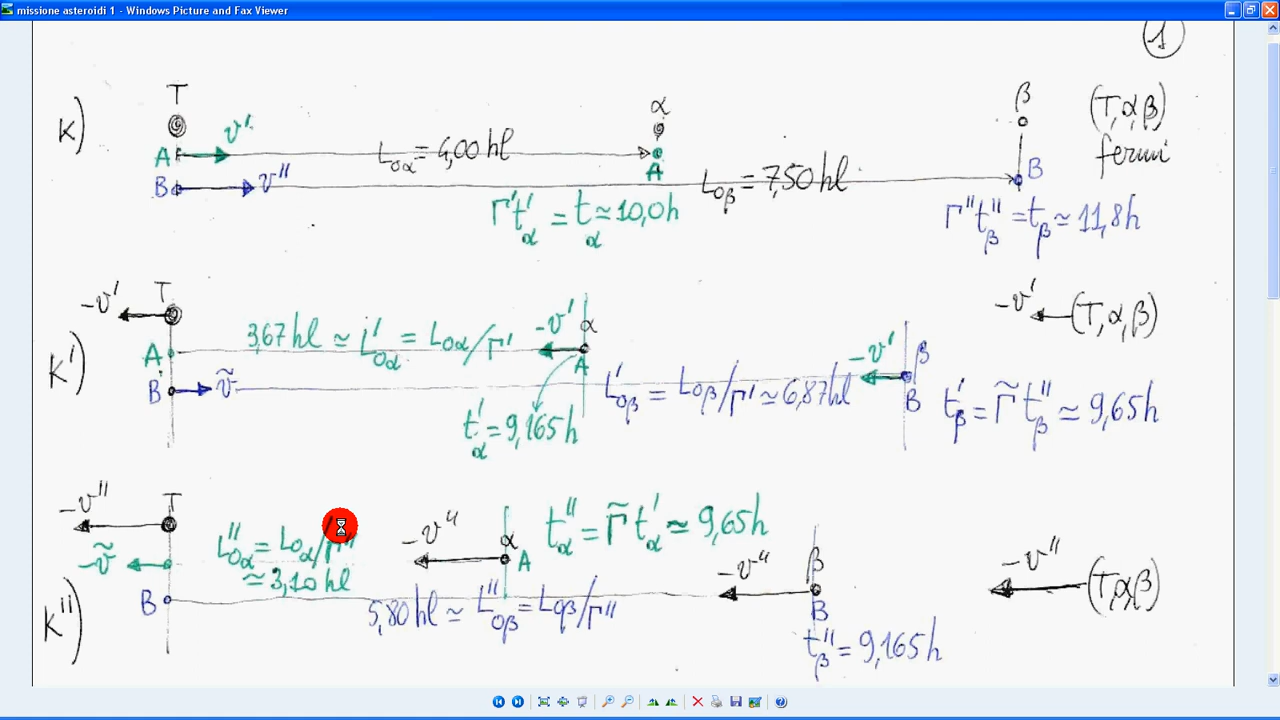 missione asteroidi 1 - Windows Picture and Fax Viewer
1
K)
T α β (T, α, β)
fermi
A v' L₀α = 4,00 hl A
B v'' L₀β = 7,50 hl B
Γ't'α = tα ≃ 10,0 h
Γ''t''β = tβ ≃ 11,8 h
K')
-v' T -v' (T, α, β)
A 3,67 hl ≃ L'₀α = L₀α/Γ' -v' α A
B ṽ L'₀β = L₀β/Γ' ≃ 6,87 hl -v' β B
t'α = 9,165 h
t'β = Γ̃ t''β ≃ 9,65 h
K'')
-v'' T -v'' α A t''α = Γ̃ t'α ≃ 9,65 h
-ṽ L''₀α = L₀α/Γ''
≃ 3,10 hl
-v'' β B -v'' (T, α, β)
B 5,80 hl ≃ L''₀β = L₀β/Γ''
t''β = 9,165 h